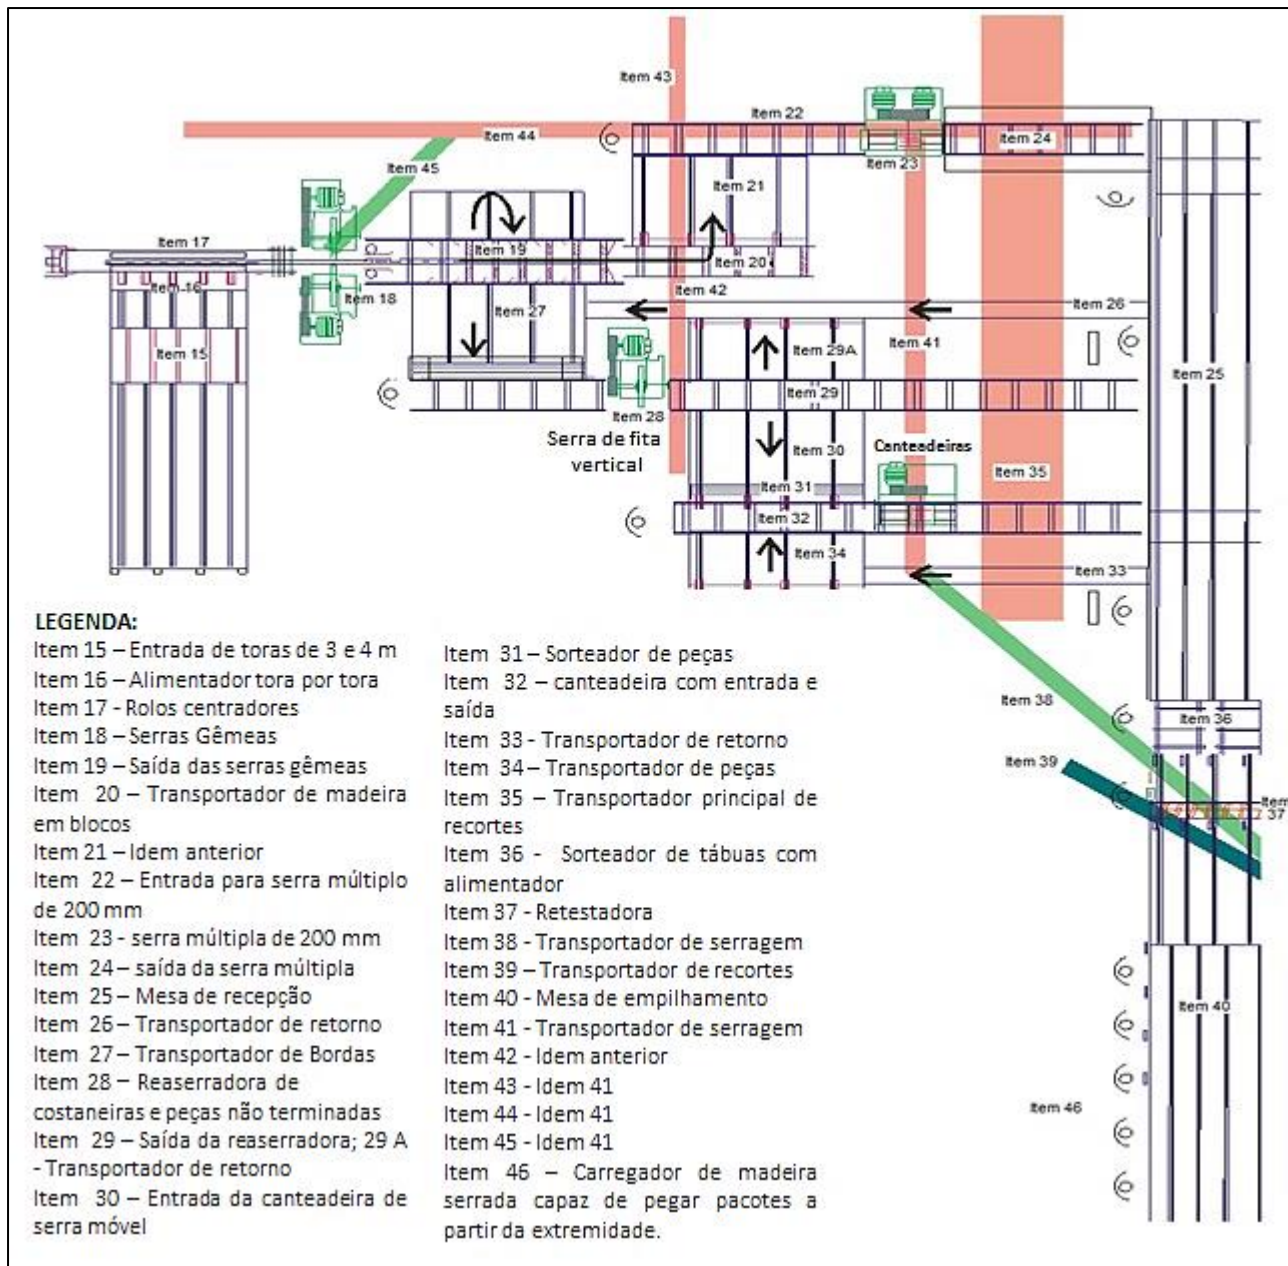 Item 43
Item 22
Item 44
Item 24
Item 45
Item 23
Item 21
Item 17
Item 19
Item 20
Item 16
Item 18
Item 42
Item 26
Item 27
Item 15
Item 29A
Item 41
Item 25
Item 29
Item 28
Serra de fita
vertical
Item 30
Canteadeiras
Item 35
Item 31
Item 32
Item 34
Item 33
Item 38
Item 36
Item 39
Item
37
Item 40
Item 46
LEGENDA:
Item 15 – Entrada de toras de 3 e 4 m
Item 16 – Alimentador tora por tora
Item 17 - Rolos centradores
Item 18 – Serras Gêmeas
Item 19 – Saída das serras gêmeas
Item 20 – Transportador de madeira
em blocos
Item 21 – Idem anterior
Item 22 – Entrada para serra múltiplo
de 200 mm
Item 23 - serra múltipla de 200 mm
Item 24 – saída da serra múltipla
Item 25 – Mesa de recepção
Item 26 – Transportador de retorno
Item 27 – Transportador de Bordas
Item 28 – Reaserradora de
costaneiras e peças não terminadas
Item 29 – Saída da reaserradora; 29 A
- Transportador de retorno
Item 30 – Entrada da canteadeira de
serra móvel
Item 31 – Sorteador de peças
Item 32 – canteadeira com entrada e
saída
Item 33 - Transportador de retorno
Item 34 – Transportador de peças
Item 35 – Transportador principal de
recortes
Item 36 - Sorteador de tábuas com
alimentador
Item 37 - Retestadora
Item 38 - Transportador de serragem
Item 39 – Transportador de recortes
Item 40 - Mesa de empilhamento
Item 41 - Transportador de serragem
Item 42 - Idem anterior
Item 43 - Idem 41
Item 44 - Idem 41
Item 45 - Idem 41
Item 46 – Carregador de madeira
serrada capaz de pegar pacotes a
partir da extremidade.